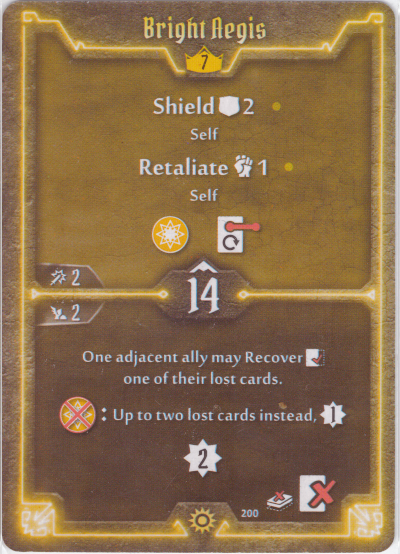 Bright Aegis
7
Shield 2
Self
Retaliate 1
Self
2
14
2
One adjacent ally may Recover
one of their lost cards.
: Up to two lost cards instead, 1
2
200